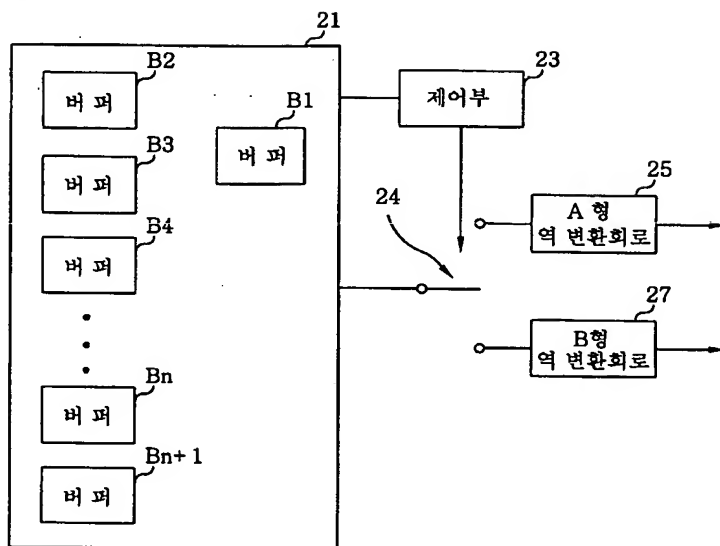 21
B2
버 퍼
B1
버 퍼
23
제어부
B3
버 퍼
B4
버 퍼
24
25
A 형
역 변환회로
27
B형
역 변환회로
Bn
버 퍼
Bn+1
버 퍼